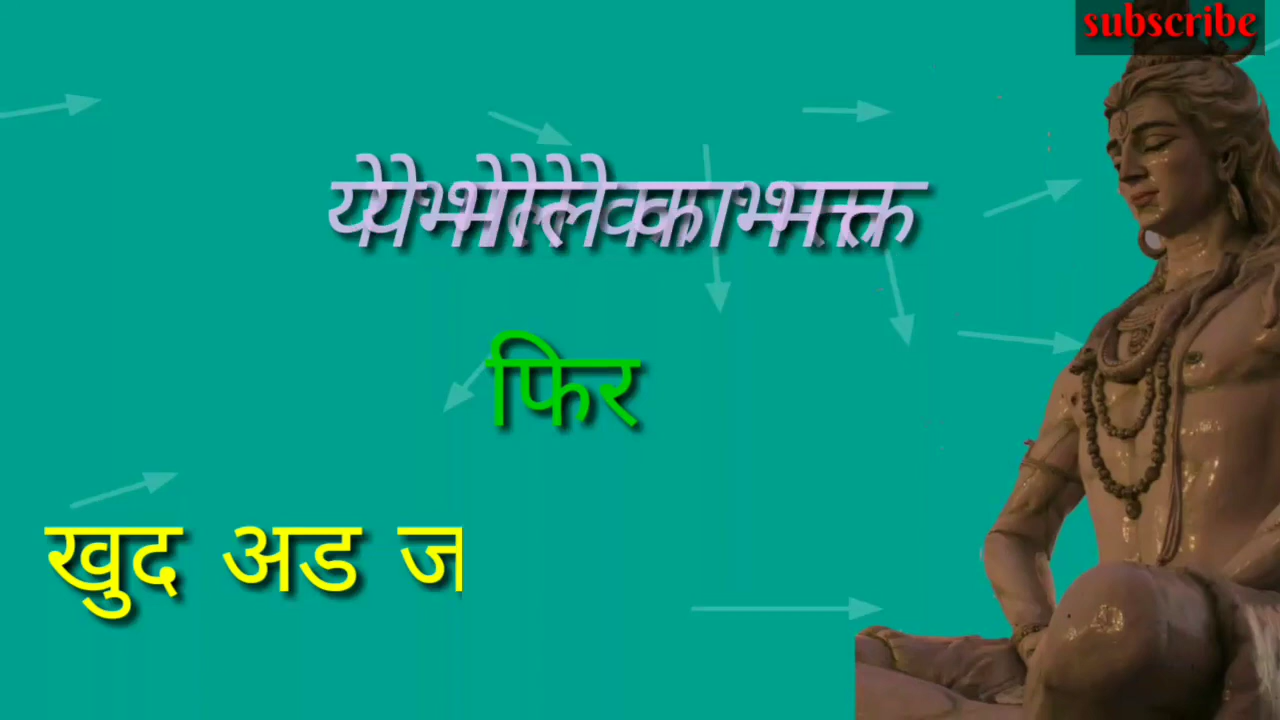 subscribe
ये भोले का भक्त
फिर
खुद अड ज